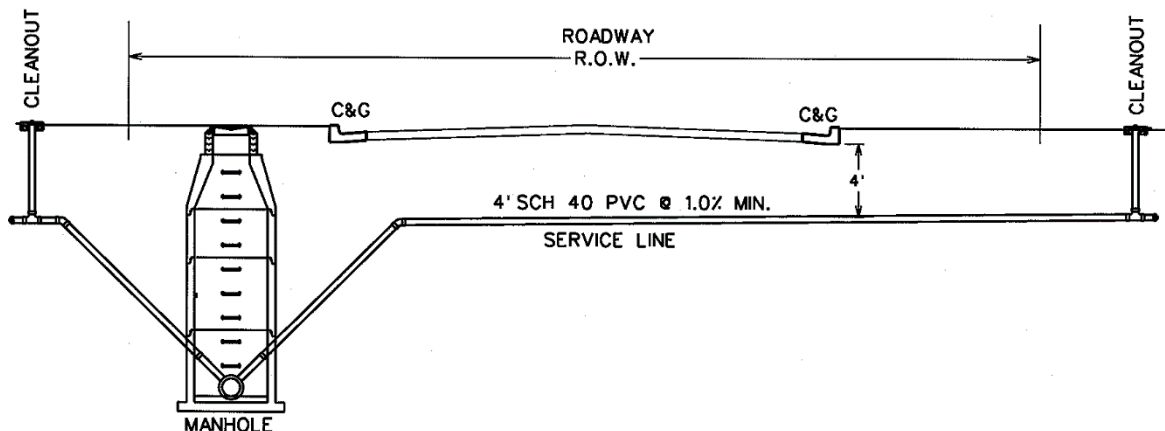 CLEANOUT
ROADWAY
R.O.W.
CLEANOUT
C&G
C&G
4'
4' SCH 40 PVC @ 1.0% MIN.
SERVICE LINE
MANHOLE